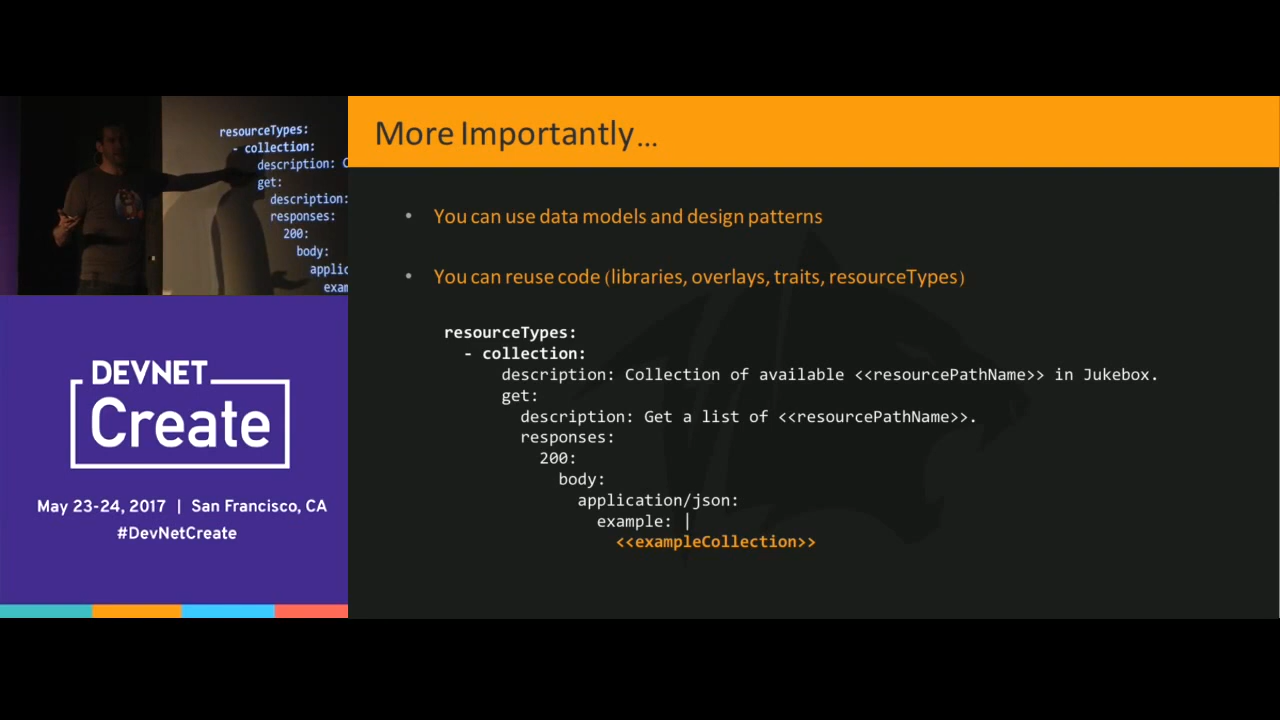 resourceTypes:
- collection:
description: C
get:
description:
responses:
200:
body:
applic
exam
DEVNET
Create
May 23-24, 2017 | San Francisco, CA
#DevNetCreate
More Importantly…
• You can use data models and design patterns
• You can reuse code (libraries, overlays, traits, resourceTypes)
resourceTypes:
- collection:
description: Collection of available <<resourcePathName>> in Jukebox.
get:
description: Get a list of <<resourcePathName>>.
responses:
200:
body:
application/json:
example: |
<<exampleCollection>>